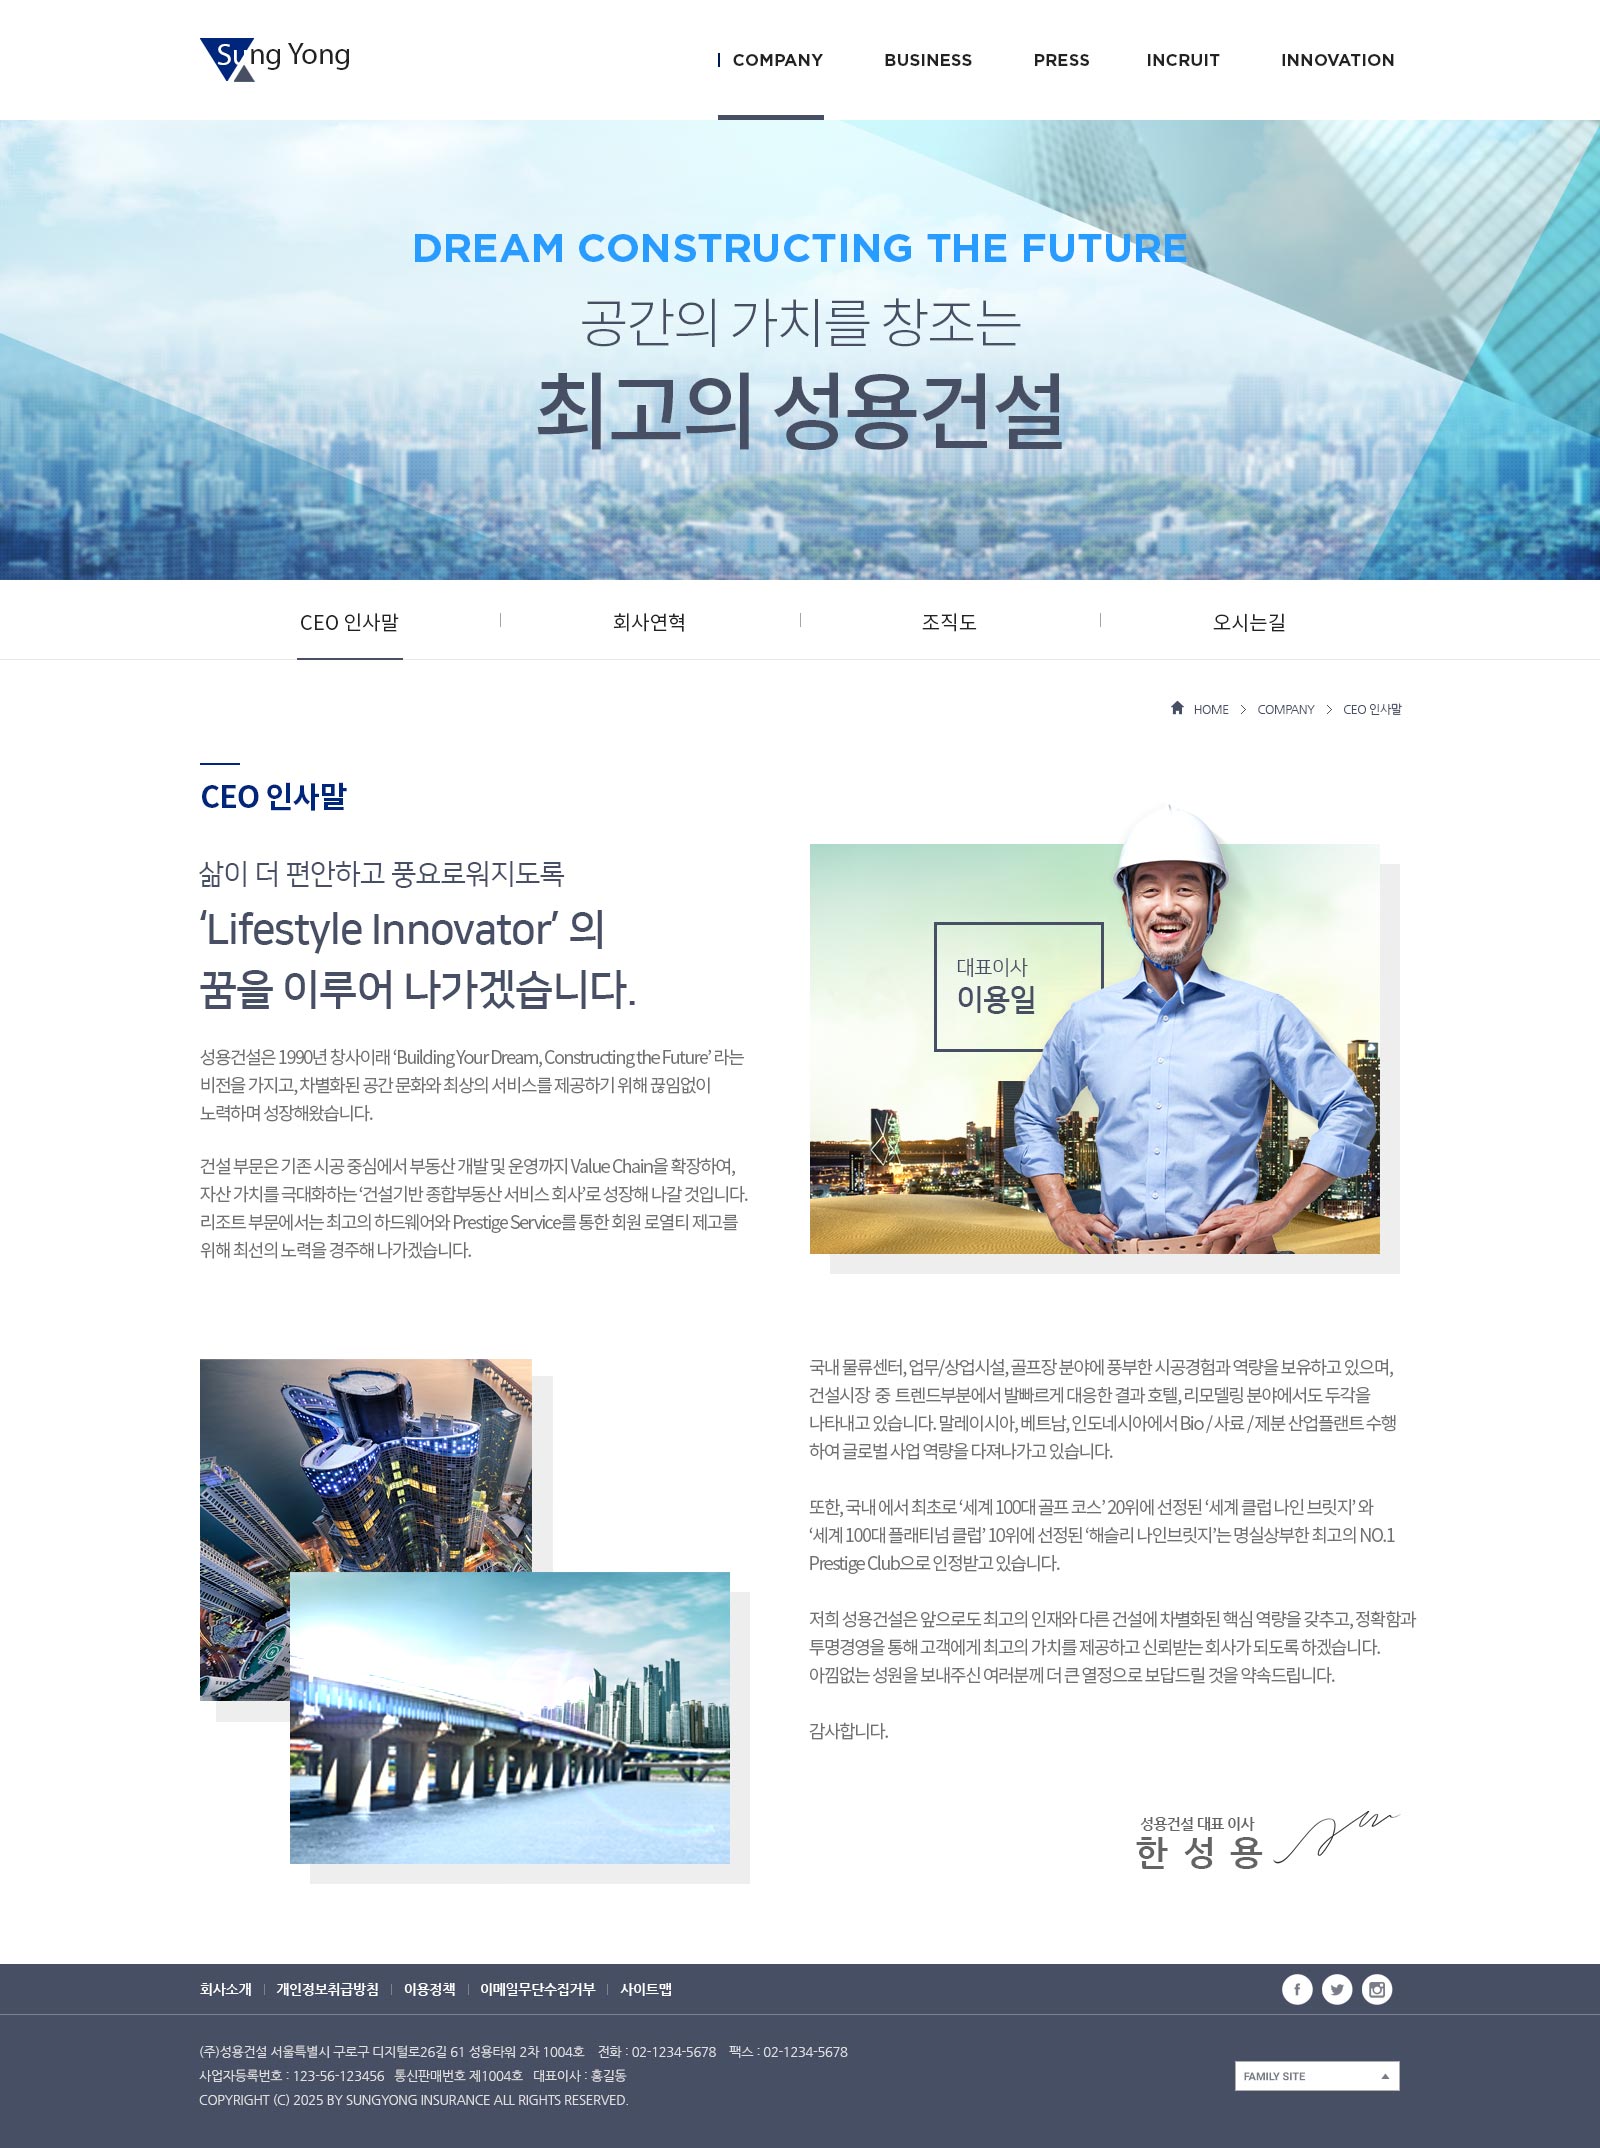 Sung Yong
COMPANY
BUSINESS
PRESS
INCRUIT
INNOVATION
DREAM CONSTRUCTING THE FUTURE
공간의 가치를 창조는
최고의 성용건설
CEO 인사말
회사연혁
조직도
오시는길
HOME > COMPANY > CEO 인사말
CEO 인사말
삶이 더 편안하고 풍요로워지도록
‘Lifestyle Innovator’ 의
꿈을 이루어 나가겠습니다.
성용건설은 1990년 창사이래 ‘Building Your Dream, Constructing the Future’ 라는
비전을 가지고, 차별화된 공간 문화와 최상의 서비스를 제공하기 위해 끊임없이
노력하며 성장해왔습니다.
건설 부문은 기존 시공 중심에서 부동산 개발 및 운영까지 Value Chain을 확장하여,
자산 가치를 극대화하는 ‘건설기반 종합부동산 서비스 회사’로 성장해 나갈 것입니다.
리조트 부문에서는 최고의 하드웨어와 Prestige Service를 통한 회원 로열티 제고를
위해 최선의 노력을 경주해 나가겠습니다.
대표이사
이용일
국내 물류센터, 업무/상업시설, 골프장 분야에 풍부한 시공경험과 역량을 보유하고 있으며,
건설시장 중 트렌드부분에서 발빠르게 대응한 결과 호텔, 리모델링 분야에서도 두각을
나타내고 있습니다. 말레이시아, 베트남, 인도네시아에서 Bio / 사료 / 제분 산업플랜트 수행
하여 글로벌 사업 역량을 다져나가고 있습니다.
또한, 국내 에서 최초로 ‘세계 100대 골프 코스’ 20위에 선정된 ‘세계 클럽 나인 브릿지’ 와
‘세계 100대 플래티넘 클럽’ 10위에 선정된 ‘해슬리 나인브릿지’는 명실상부한 최고의 NO.1
Prestige Club으로 인정받고 있습니다.
저희 성용건설은 앞으로도 최고의 인재와 다른 건설에 차별화된 핵심 역량을 갖추고, 정확함과
투명경영을 통해 고객에게 최고의 가치를 제공하고 신뢰받는 회사가 되도록 하겠습니다.
아낌없는 성원을 보내주신 여러분께 더 큰 열정으로 보답드릴 것을 약속드립니다.
감사합니다.
성용건설 대표 이사
한 성 용
회사소개
개인정보취급방침
이용정책
이메일무단수집거부
사이트맵
(주)성용건설 서울특별시 구로구 디지털로26길 61 성용타워 2차 1004호 전화 : 02-1234-5678 팩스 : 02-1234-5678
사업자등록번호 : 123-56-123456 통신판매번호 제1004호 대표이사 : 홍길동
COPYRIGHT (C) 2025 BY SUNGYONG INSURANCE ALL RIGHTS RESERVED.
FAMILY SITE